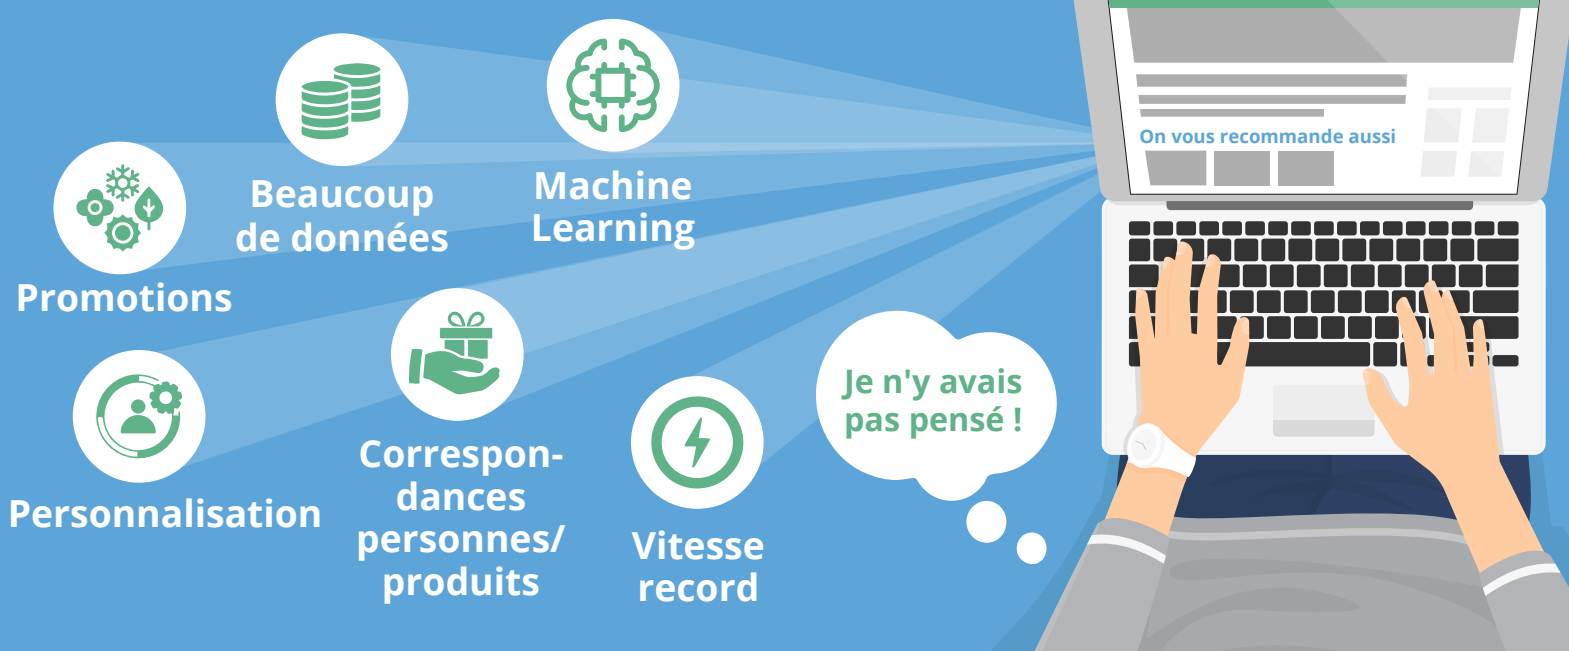 Beaucoup
de données
Machine
Learning
On vous recommande aussi
Promotions
Personnalisation
Correspon-
dances
personnes/
produits
Vitesse
record
Je n'y avais
pas pensé !